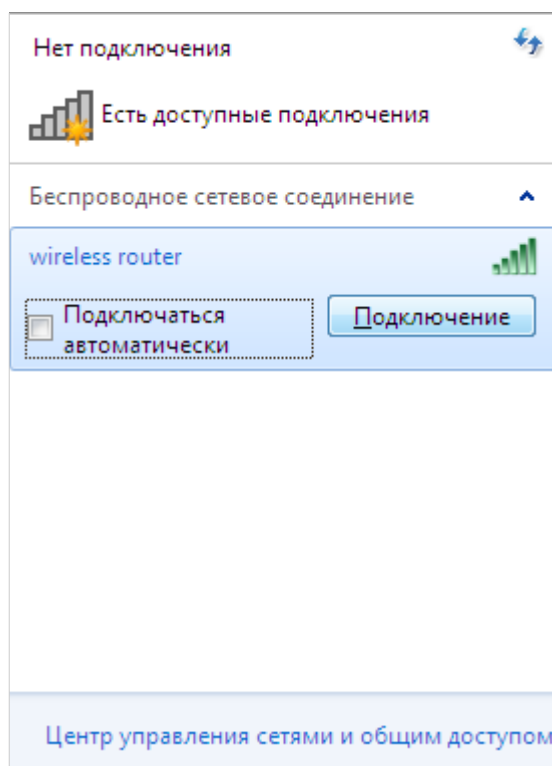 Нет подключения
Есть доступные подключения
Беспроводное сетевое соединение
wireless router
Подключаться
автоматически
Подключение
Центр управления сетями и общим доступом